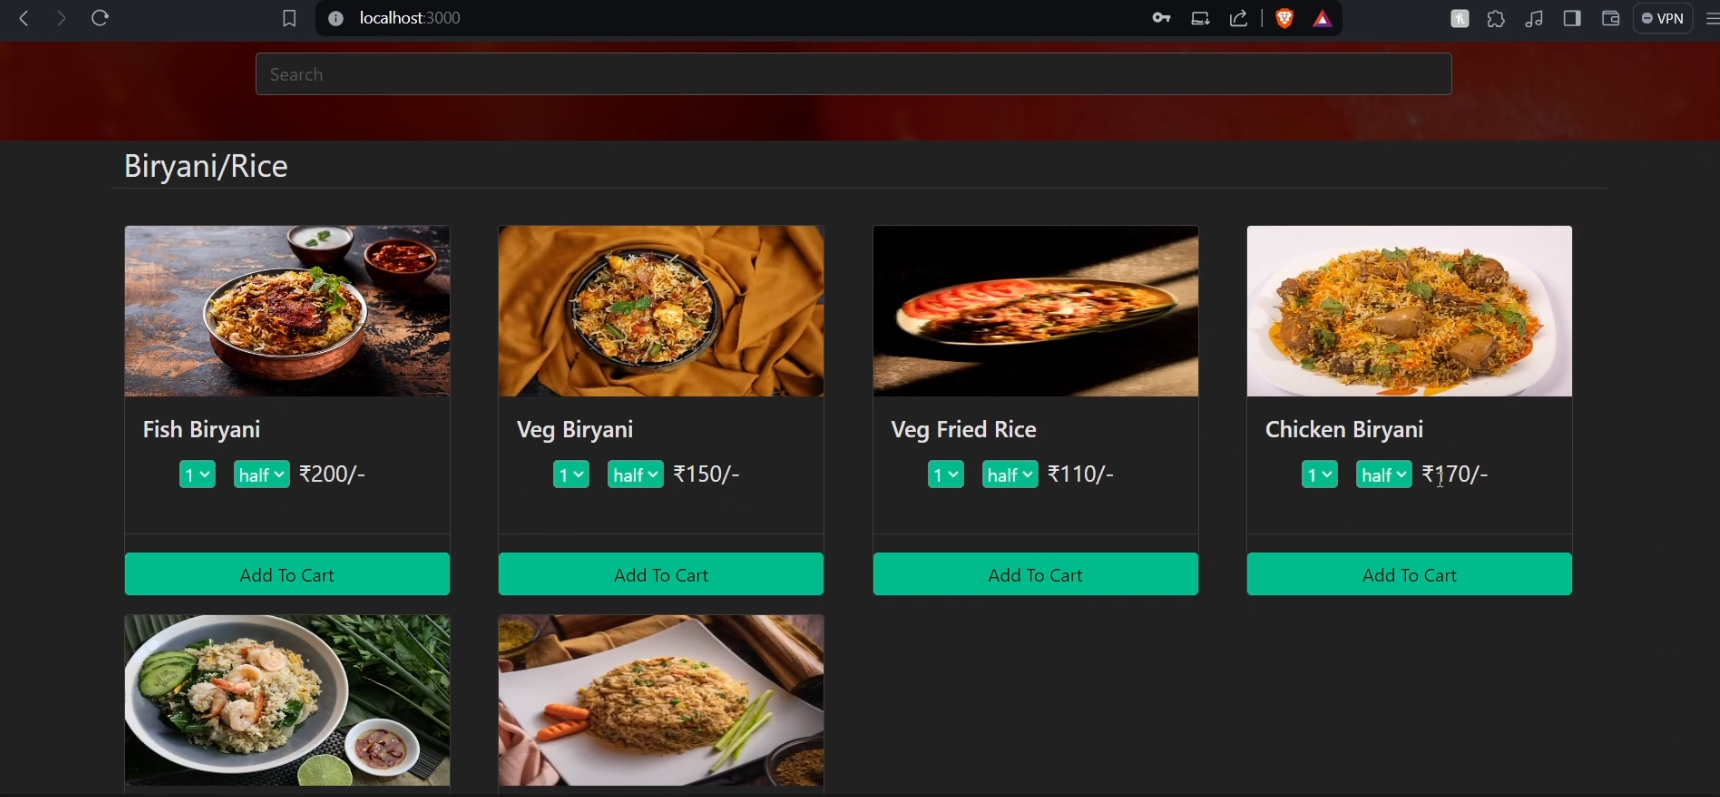 localhost:3000
VPN
Search
Biryani/Rice
Fish Biryani
1 half ₹200/-
Add To Cart
Veg Biryani
1 half ₹150/-
Add To Cart
Veg Fried Rice
1 half ₹110/-
Add To Cart
Chicken Biryani
1 half ₹170/-
Add To Cart